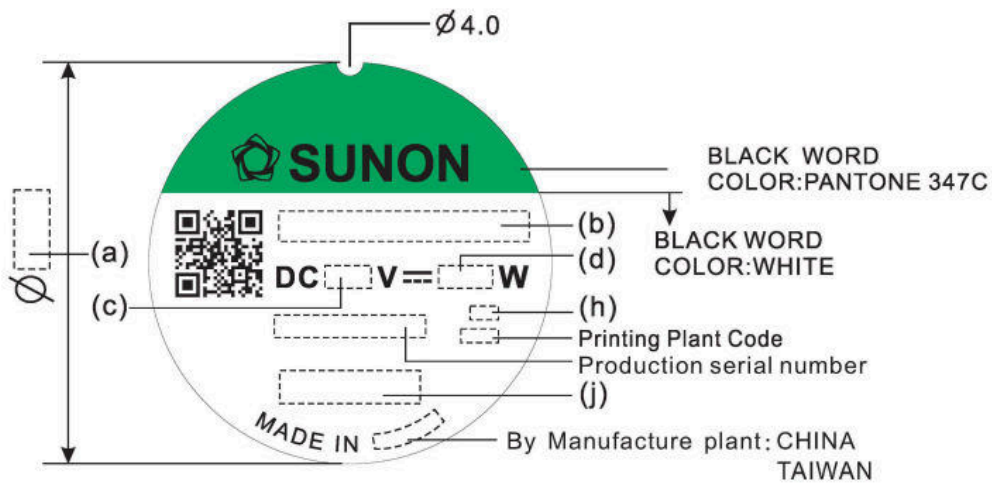 Ø4.0
SUNON
BLACK WORD
COLOR:PANTONE 347C
BLACK WORD
COLOR:WHITE
(a)
Ø
(b)
(d)
DC V W
(c)
(h)
Printing Plant Code
Production serial number
(j)
MADE IN
By Manufacture plant: CHINA
TAIWAN